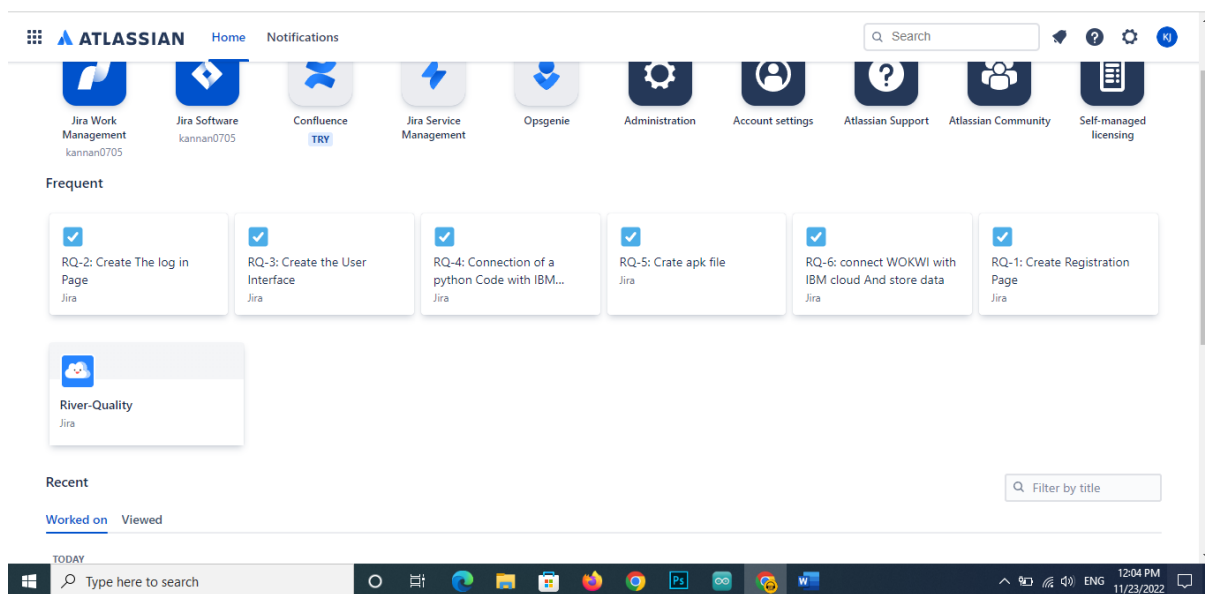 ATLASSIAN Home Notifications Search KJ
Jira Work Management kannan0705
Jira Software kannan0705
Confluence TRY
Jira Service Management
Opsgenie
Administration
Account settings
Atlassian Support
Atlassian Community
Self-managed licensing
Frequent
RQ-2: Create The log in
Page
Jira
RQ-3: Create the User
Interface
Jira
RQ-4: Connection of a
python Code with IBM...
Jira
RQ-5: Crate apk file
Jira
RQ-6: connect WOKWI with
IBM cloud And store data
Jira
RQ-1: Create Registration
Page
Jira
River-Quality
Jira
Recent
Filter by title
Worked on Viewed
TODAY
Type here to search
Ps
W
ENG
12:04 PM
11/23/2022